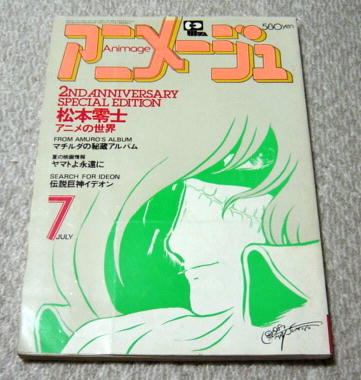 580yen
アニメージュ
Animage
2ND ANNIVERSARY
SPECIAL EDITION
松本零士
アニメの世界
FROM AMURO'S ALBUM
マチルダの秘蔵アルバム
夏の映画情報
ヤマトよ永遠に
SEARCH FOR IDEON
伝説巨神イデオン
7
JULY